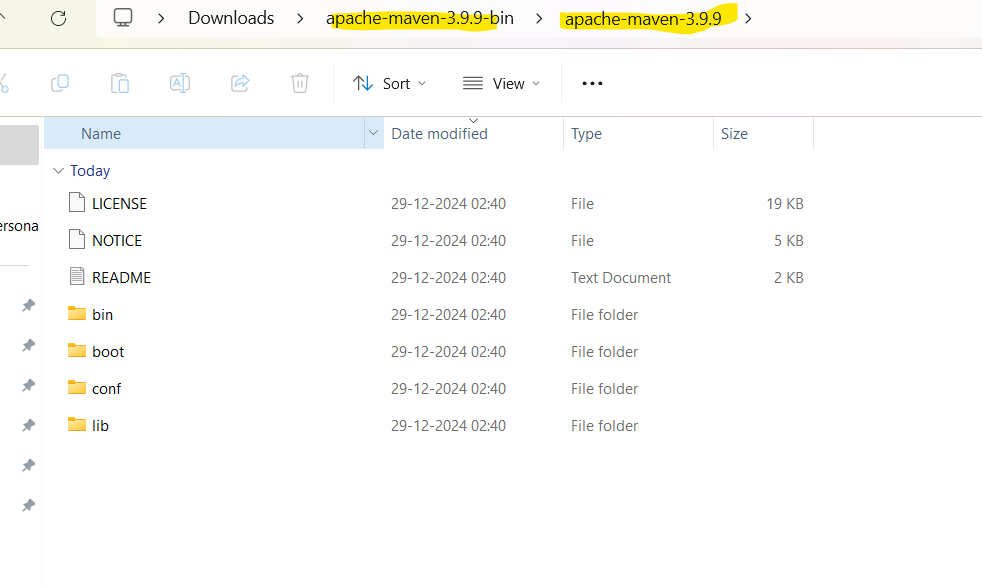 Downloads > apache-maven-3.9.9-bin > apache-maven-3.9.9 >
Sort View
Name Date modified Type Size
Today
LICENSE 29-12-2024 02:40 File 19 KB
ersona
NOTICE 29-12-2024 02:40 File 5 KB
README 29-12-2024 02:40 Text Document 2 KB
bin 29-12-2024 02:40 File folder
boot 29-12-2024 02:40 File folder
conf 29-12-2024 02:40 File folder
lib 29-12-2024 02:40 File folder